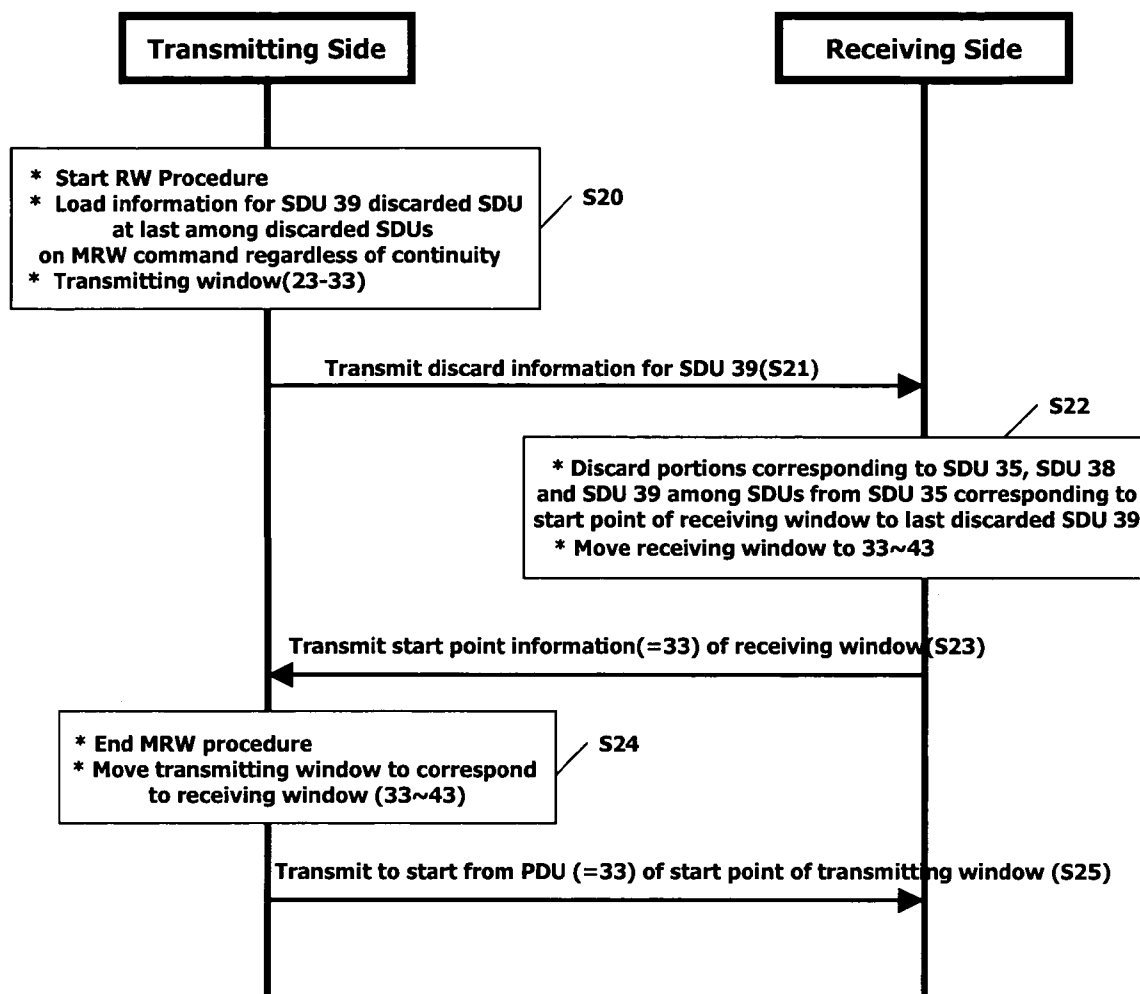 Transmitting Side
Receiving Side
* Start RW Procedure
* Load information for SDU 39 discarded SDU
at last among discarded SDUs
on MRW command regardless of continuity
* Transmitting window(23-33)
S20
Transmit discard information for SDU 39(S21)
S22
* Discard portions corresponding to SDU 35, SDU 38
and SDU 39 among SDUs from SDU 35 corresponding to
start point of receiving window to last discarded SDU 39
* Move receiving window to 33~43
Transmit start point information(=33) of receiving window(S23)
* End MRW procedure
* Move transmitting window to correspond
to receiving window (33~43)
S24
Transmit to start from PDU (=33) of start point of transmitting window (S25)